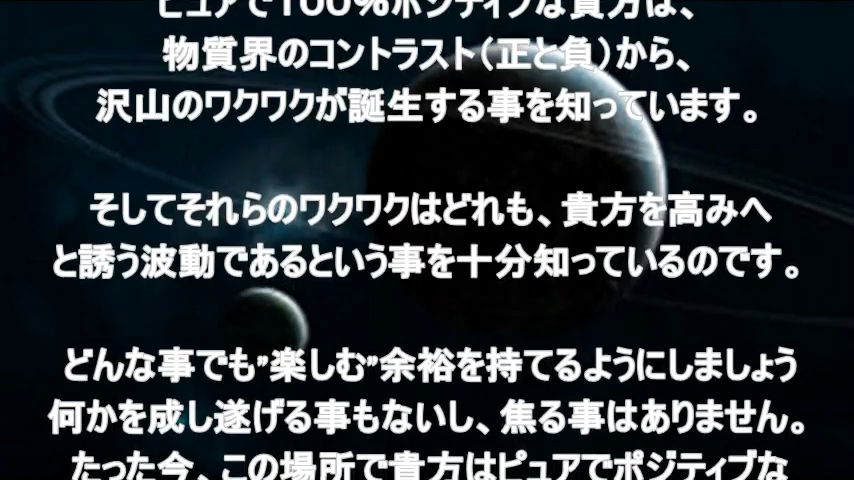 ピュアで100%ポジティブな貴方は、
物質界のコントラスト(正と負)から、
沢山のワクワクが誕生する事を知っています。
そしてそれらのワクワクはどれも、貴方を高みへ
と誘う波動であるという事を十分知っているのです。
どんな事でも”楽しむ”余裕を持てるようにしましょう
何かを成し遂げる事もないし、焦る事はありません。
たった今、この場所で貴方はピュアでポジティブな